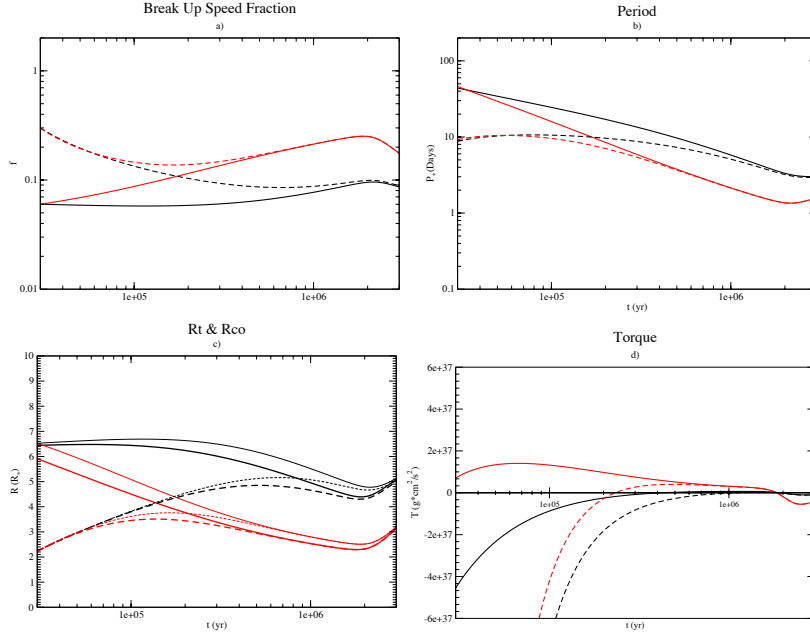 Break Up Speed Fraction
a)
1
f
0.1
0.01
1e+05
1e+06
Period
b)
100
10
P*(Days)
1
0.1
1e+05
1e+06
t (yr)
Rt & Rco
c)
10
9
8
7
6
R (R*)
5
4
3
2
1
0
1e+05
1e+06
t (yr)
Torque
d)
6e+37
4e+37
2e+37
T (g*cm²/s²)
0
1e+05
1e+06
-2e+37
-4e+37
-6e+37
t (yr)